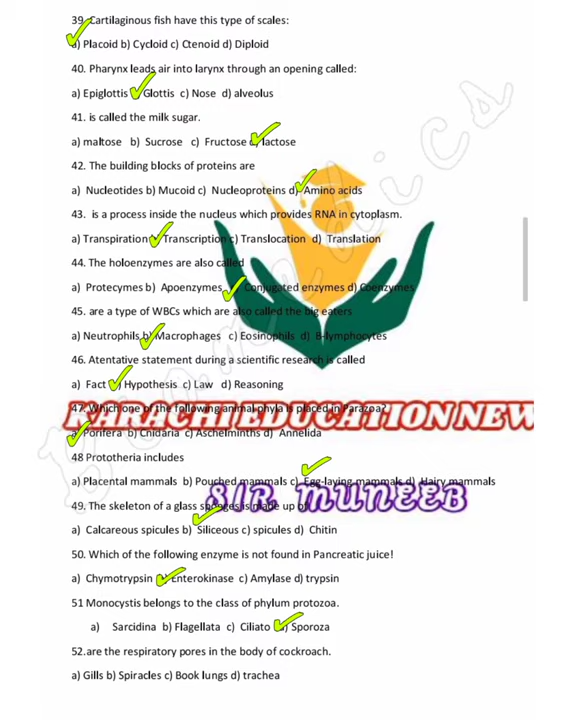 39. Cartilaginous fish have this type of scales:
a) Placoid b) Cycloid c) Ctenoid d) Diploid
40. Pharynx leads air into larynx through an opening called:
a) Epiglottis Glottis c) Nose d) alveolus
41. is called the milk sugar.
a) maltose b) Sucrose c) Fructose d) lactose
42. The building blocks of proteins are
a) Nucleotides b) Mucoid c) Nucleoproteins d) Amino acids
43. is a process inside the nucleus which provides RNA in cytoplasm.
a) Transpiration b) Transcription c) Translocation d) Translation
44. The holoenzymes are also called
a) Protecymes b) Apoenzymes Conjugated enzymes d) Coenzymes
45. are a type of WBCs which are also called the big eaters
a) Neutrophils b) Macrophages c) Eosinophils d) B-lymphocytes
46. Atentative statement during a scientific research is called
a) Fact b) Hypothesis c) Law d) Reasoning
47. Which one of the following animal phyla is placed in Parazoa?
KARACHI EDUCATION NEW
a) Porifera b) Cnidaria c) Aschelminths d) Annelida
48 Prototheria includes
a) Placental mammals b) Pouched mammals c) Egg-laying mammals d) Hairy mammals
SIR MUNEEB
49. The skeleton of a glass sponges is made up of
a) Calcareous spicules b) Siliceous c) spicules d) Chitin
50. Which of the following enzyme is not found in Pancreatic juice!
a) Chymotrypsin b) Enterokinase c) Amylase d) trypsin
51 Monocystis belongs to the class of phylum protozoa.
a) Sarcidina b) Flagellata c) Ciliato d) Sporoza
52.are the respiratory pores in the body of cockroach.
a) Gills b) Spiracles c) Book lungs d) trachea